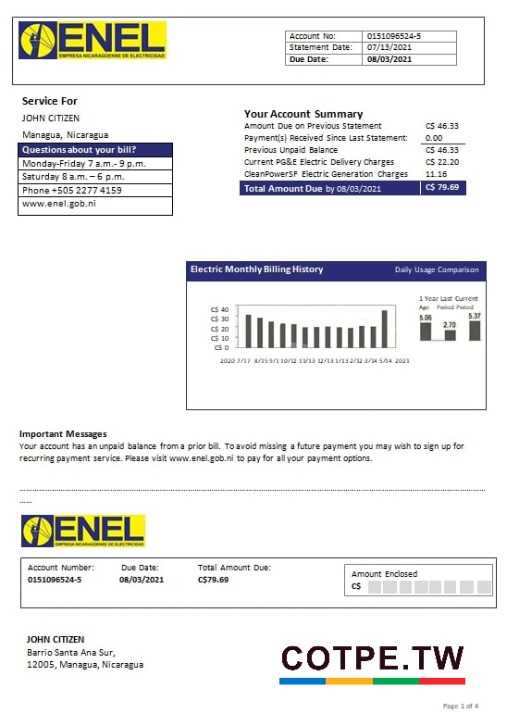 ENEL
EMPRESA NICARAGÜENSE DE ELECTRICIDAD
Account No: 0151096524-5
Statement Date: 07/13/2021
Due Date: 08/03/2021
Service For
JOHN CITIZEN
Managua, Nicaragua
Questions about your bill?
Monday-Friday 7 a.m.- 9 p.m.
Saturday 8 a.m. – 6 p.m.
Phone +505 2277 4159
www.enel.gob.ni
Your Account Summary
Amount Due on Previous Statement C$ 46.33
Payment(s) Received Since Last Statement: 0.00
Previous Unpaid Balance C$ 46.33
Current PG&E Electric Delivery Charges C$ 22.20
CleanPowerSF Electric Generation Charges 11.16
Total Amount Due by 08/03/2021 C$ 79.69
Electric Monthly Billing History Daily Usage Comparison
1 Year Last Current
Ago Period Period
5.06 2.70 5.37
C$ 40
C$ 30
C$ 20
C$ 10
C$ 0
2020 7/17 8/15 9/1 10/12 11/13 12/13 1/13 2/12 3/14 5/14 2021
Important Messages
Your account has an unpaid balance from a prior bill. To avoid missing a future payment you may wish to sign up for
recurring payment service. Please visit www.enel.gob.ni to pay for all your payment options.
ENEL
EMPRESA NICARAGÜENSE DE ELECTRICIDAD
Account Number: Due Date: Total Amount Due:
0151096524-5 08/03/2021 C$79.69
Amount Enclosed
C$
JOHN CITIZEN
Barrio Santa Ana Sur,
12005, Managua, Nicaragua
COTPE.TW
Page 1 of 4